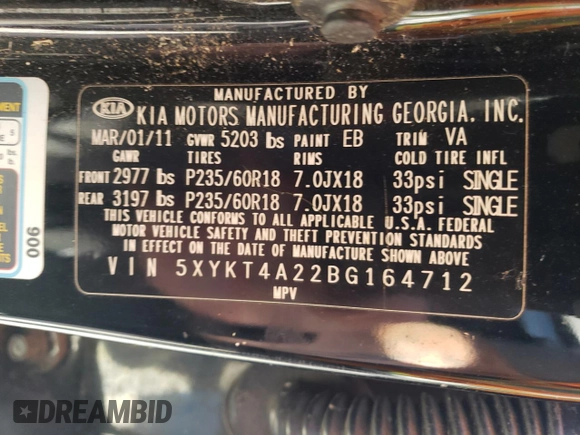 MANUFACTURED BY
KIA KIA MOTORS MANUFACTURING GEORGIA, INC.
MAR/01/11 GVWR 5203 lbs PAINT EB TRIM VA
GAWR TIRES RIMS COLD TIRE INFL
FRONT 2977 lbs P235/60R18 7.0JX18 33psi SINGLE
REAR 3197 lbs P235/60R18 7.0JX18 33psi SINGLE
THIS VEHICLE CONFORMS TO ALL APPLICABLE U.S.A. FEDERAL
MOTOR VEHICLE SAFETY AND THEFT PREVENTION STANDARDS
IN EFFECT ON THE DATE OF MANUFACTURE SHOWN ABOVE
VIN 5XYKT4A22BG164712
MPV
006
DREAMBID